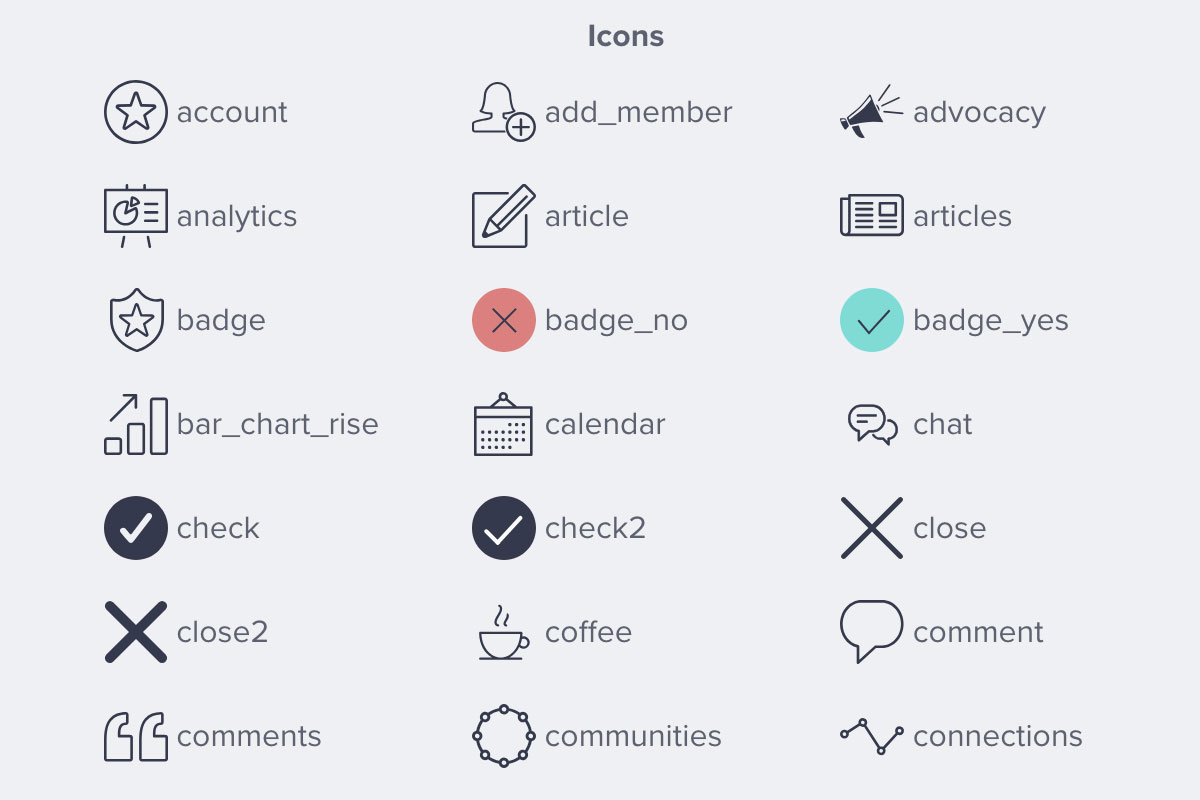 Icons
account
add_member
advocacy
analytics
article
articles
badge
badge_no
badge_yes
bar_chart_rise
calendar
chat
check
check2
close
close2
coffee
comment
comments
communities
connections